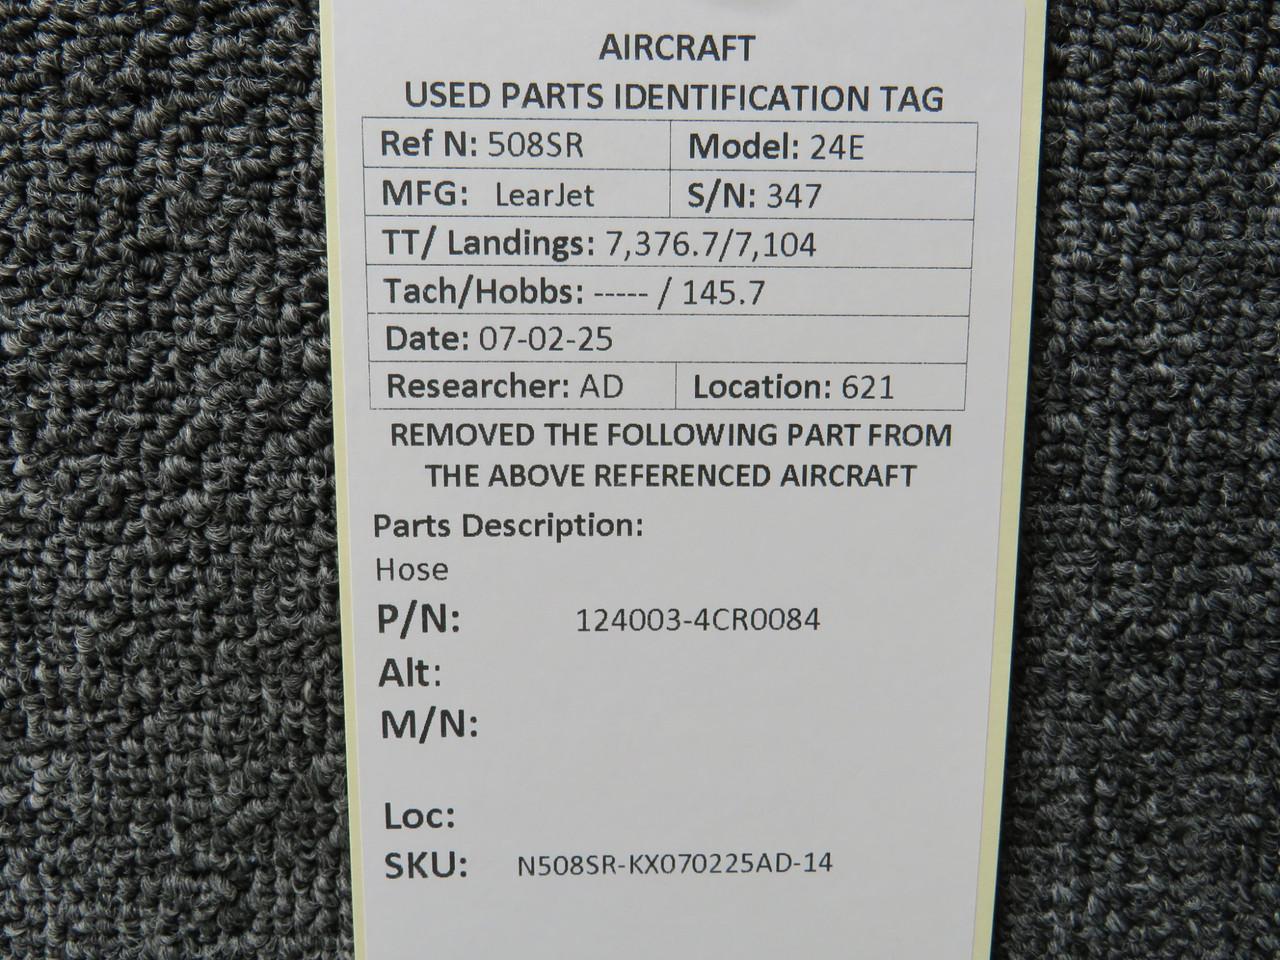 AIRCRAFT
USED PARTS IDENTIFICATION TAG
Ref N: 508SR Model: 24E
MFG: LearJet S/N: 347
TT/ Landings: 7,376.7/7,104
Tach/Hobbs: ----- / 145.7
Date: 07-02-25
Researcher: AD Location: 621
REMOVED THE FOLLOWING PART FROM
THE ABOVE REFERENCED AIRCRAFT
Parts Description:
Hose
P/N: 124003-4CR0084
Alt:
M/N:
Loc:
SKU: N508SR-KX070225AD-14